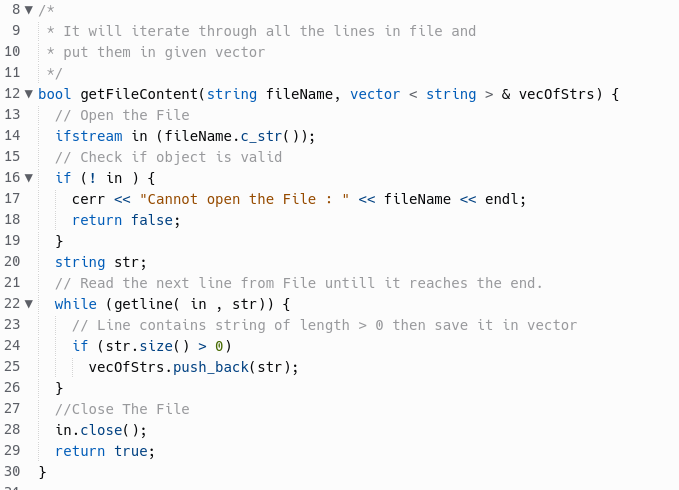 8 ▼ /*
9 * It will iterate through all the lines in file and
10 * put them in given vector
11 */
12 ▼ bool getFileContent(string fileName, vector < string > & vecOfStrs) {
13 // Open the File
14 ifstream in (fileName.c_str());
15 // Check if object is valid
16 ▼ if (! in ) {
17 cerr << "Cannot open the File : " << fileName << endl;
18 return false;
19 }
20 string str;
21 // Read the next line from File untill it reaches the end.
22 ▼ while (getline( in , str)) {
23 // Line contains string of length > 0 then save it in vector
24 if (str.size() > 0)
25 vecOfStrs.push_back(str);
26 }
27 //Close The File
28 in.close();
29 return true;
30 }